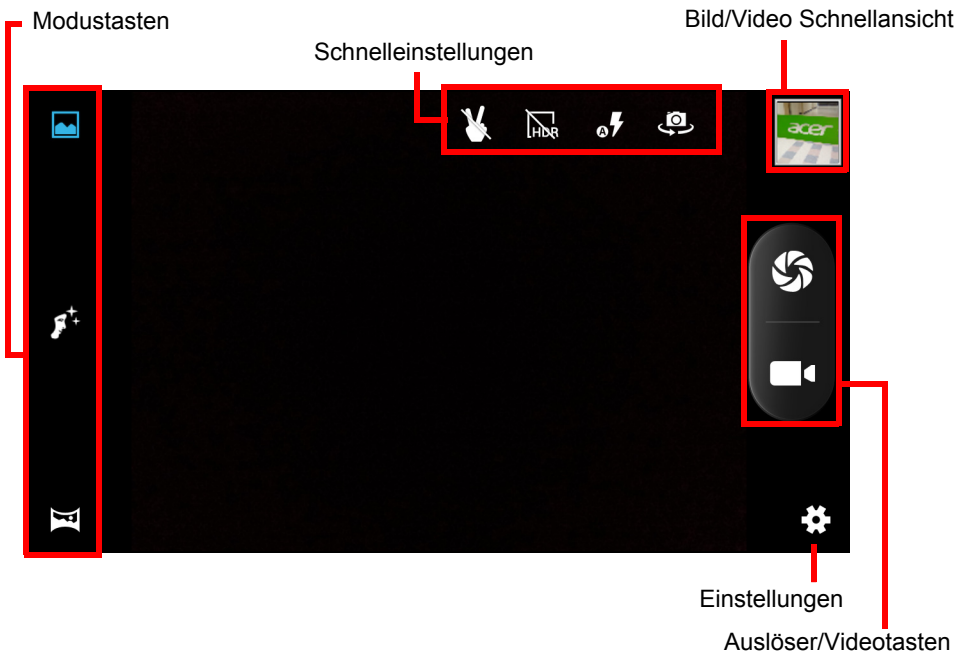 Modustasten
Bild/Video Schnellansicht
Schnelleinstellungen
HDR
A
acer
Einstellungen
Auslöser/Videotasten